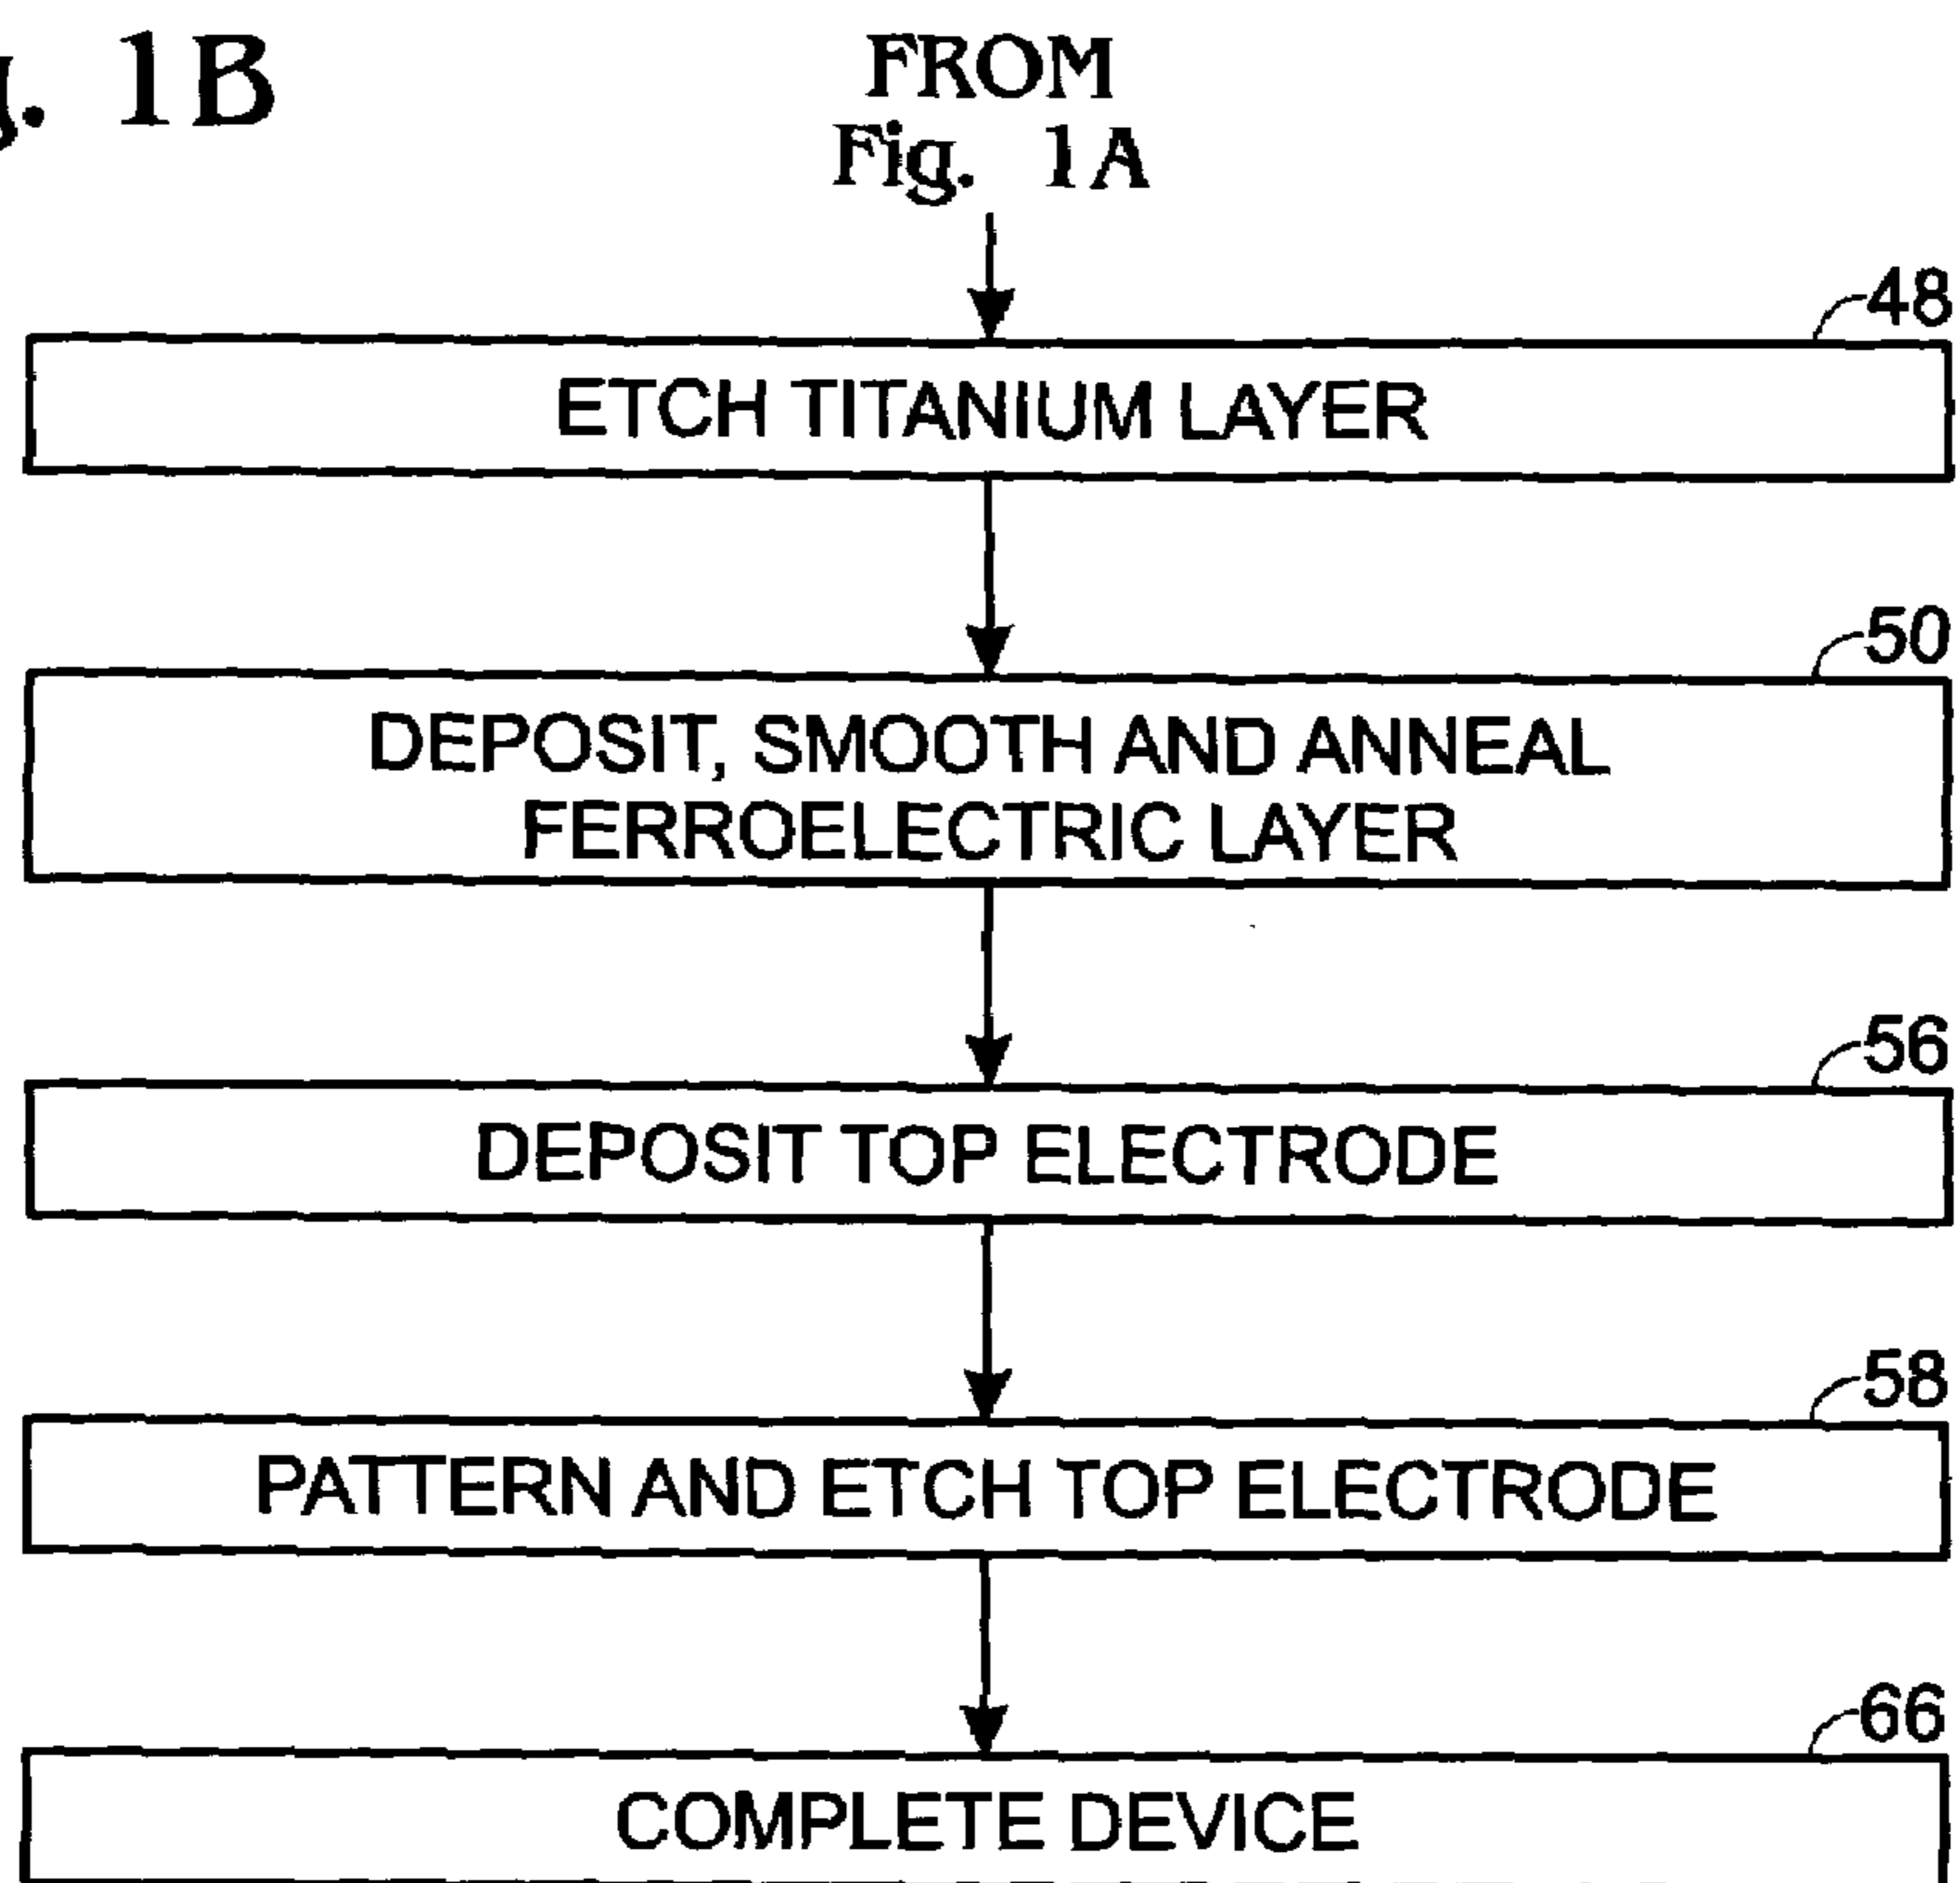 g. 1B
FROM
Fig. 1A
48
ETCH TITANIUM LAYER
50
DEPOSIT, SMOOTH AND ANNEAL
FERROELECTRIC LAYER
56
DEPOSIT TOP ELECTRODE
58
PATTERN AND ETCH TOP ELECTRODE
66
COMPLETE DEVICE